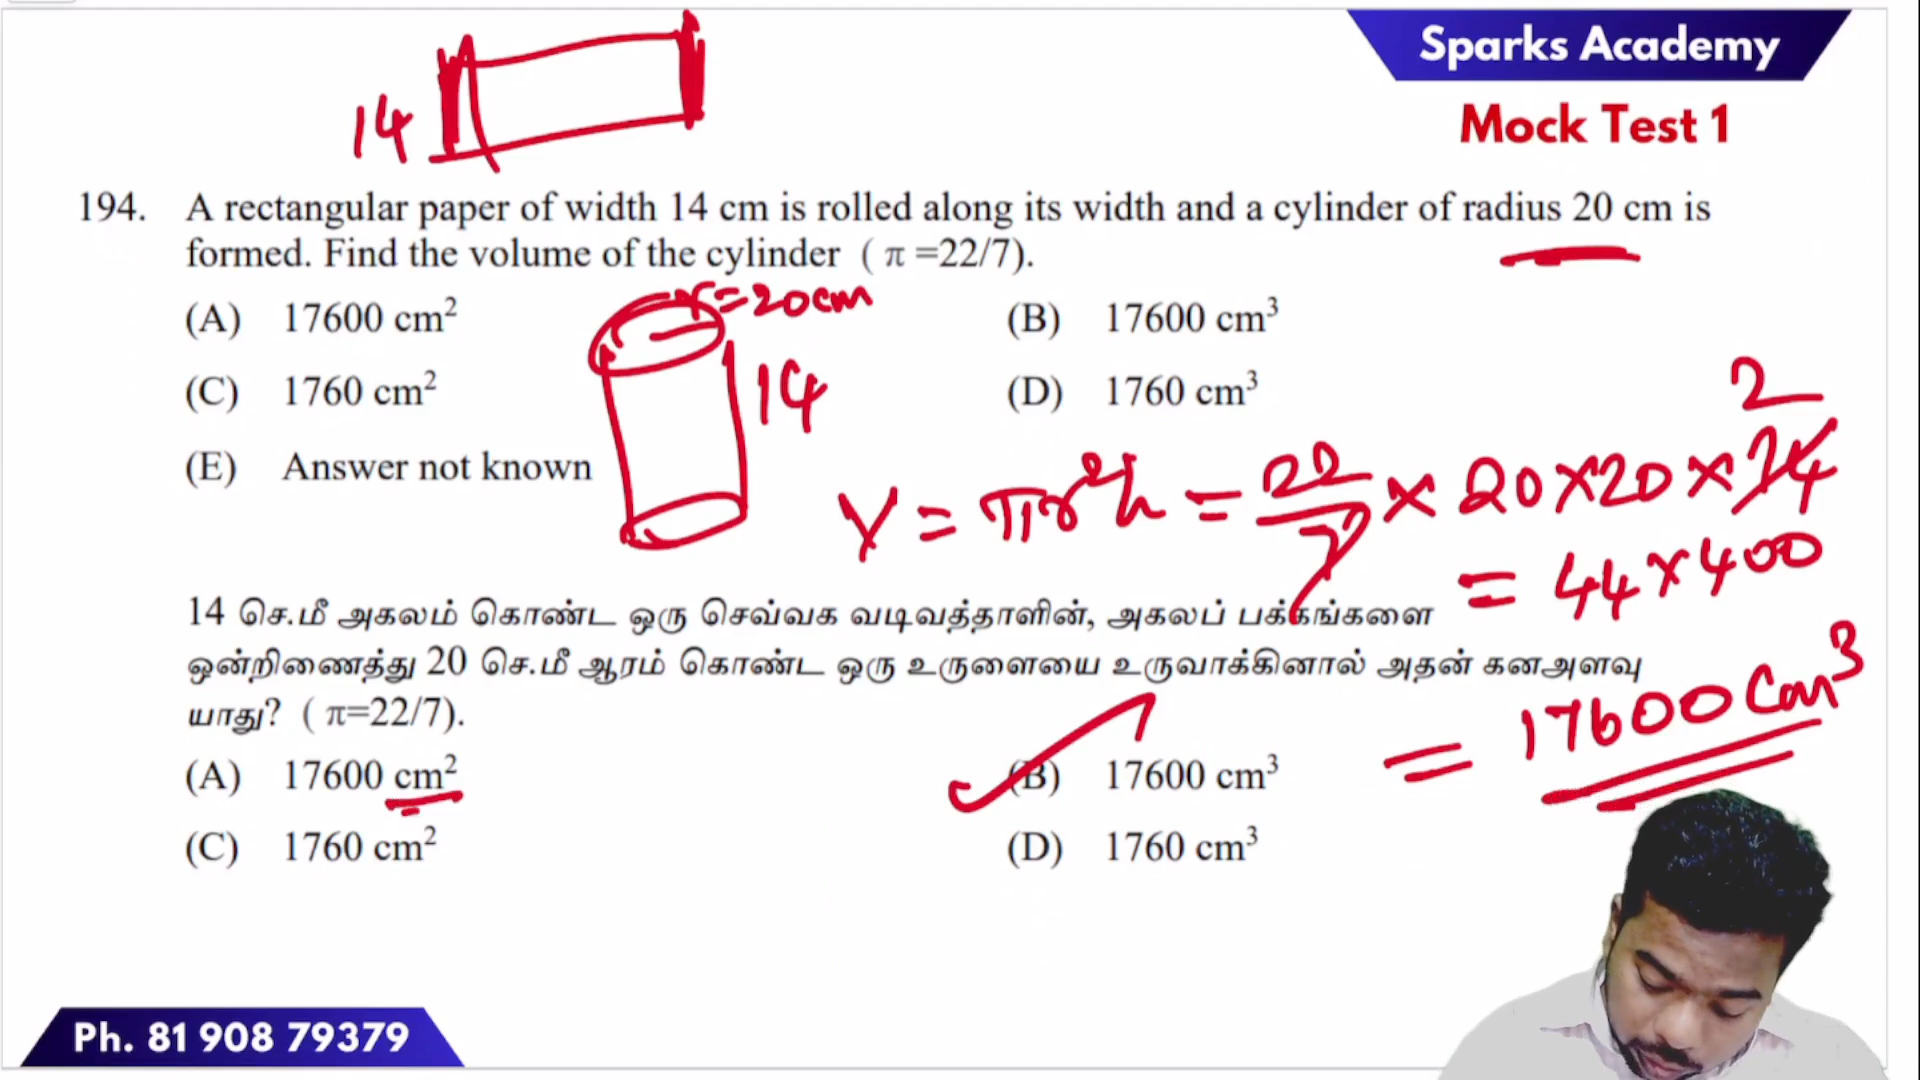 Sparks Academy
Mock Test 1
14
194. A rectangular paper of width 14 cm is rolled along its width and a cylinder of radius 20 cm is
formed. Find the volume of the cylinder ( π =22/7).
r=20cm
(A) 17600 cm² (B) 17600 cm³
14
(C) 1760 cm² (D) 1760 cm³
(E) Answer not known
2
V = πr²h = 22/7 × 20×20 × 14
= 44×400
14 செ.மீ அகலம் கொண்ட ஒரு செவ்வக வடிவத்தாளின், அகலப் பக்கங்களை
ஒன்றிணைத்து 20 செ.மீ ஆரம் கொண்ட ஒரு உருளையை உருவாக்கினால் அதன் கனஅளவு
யாது? ( π=22/7).
= 17600 Cm³
(A) 17600 cm² (B) 17600 cm³
(C) 1760 cm² (D) 1760 cm³
Ph. 81 908 79379